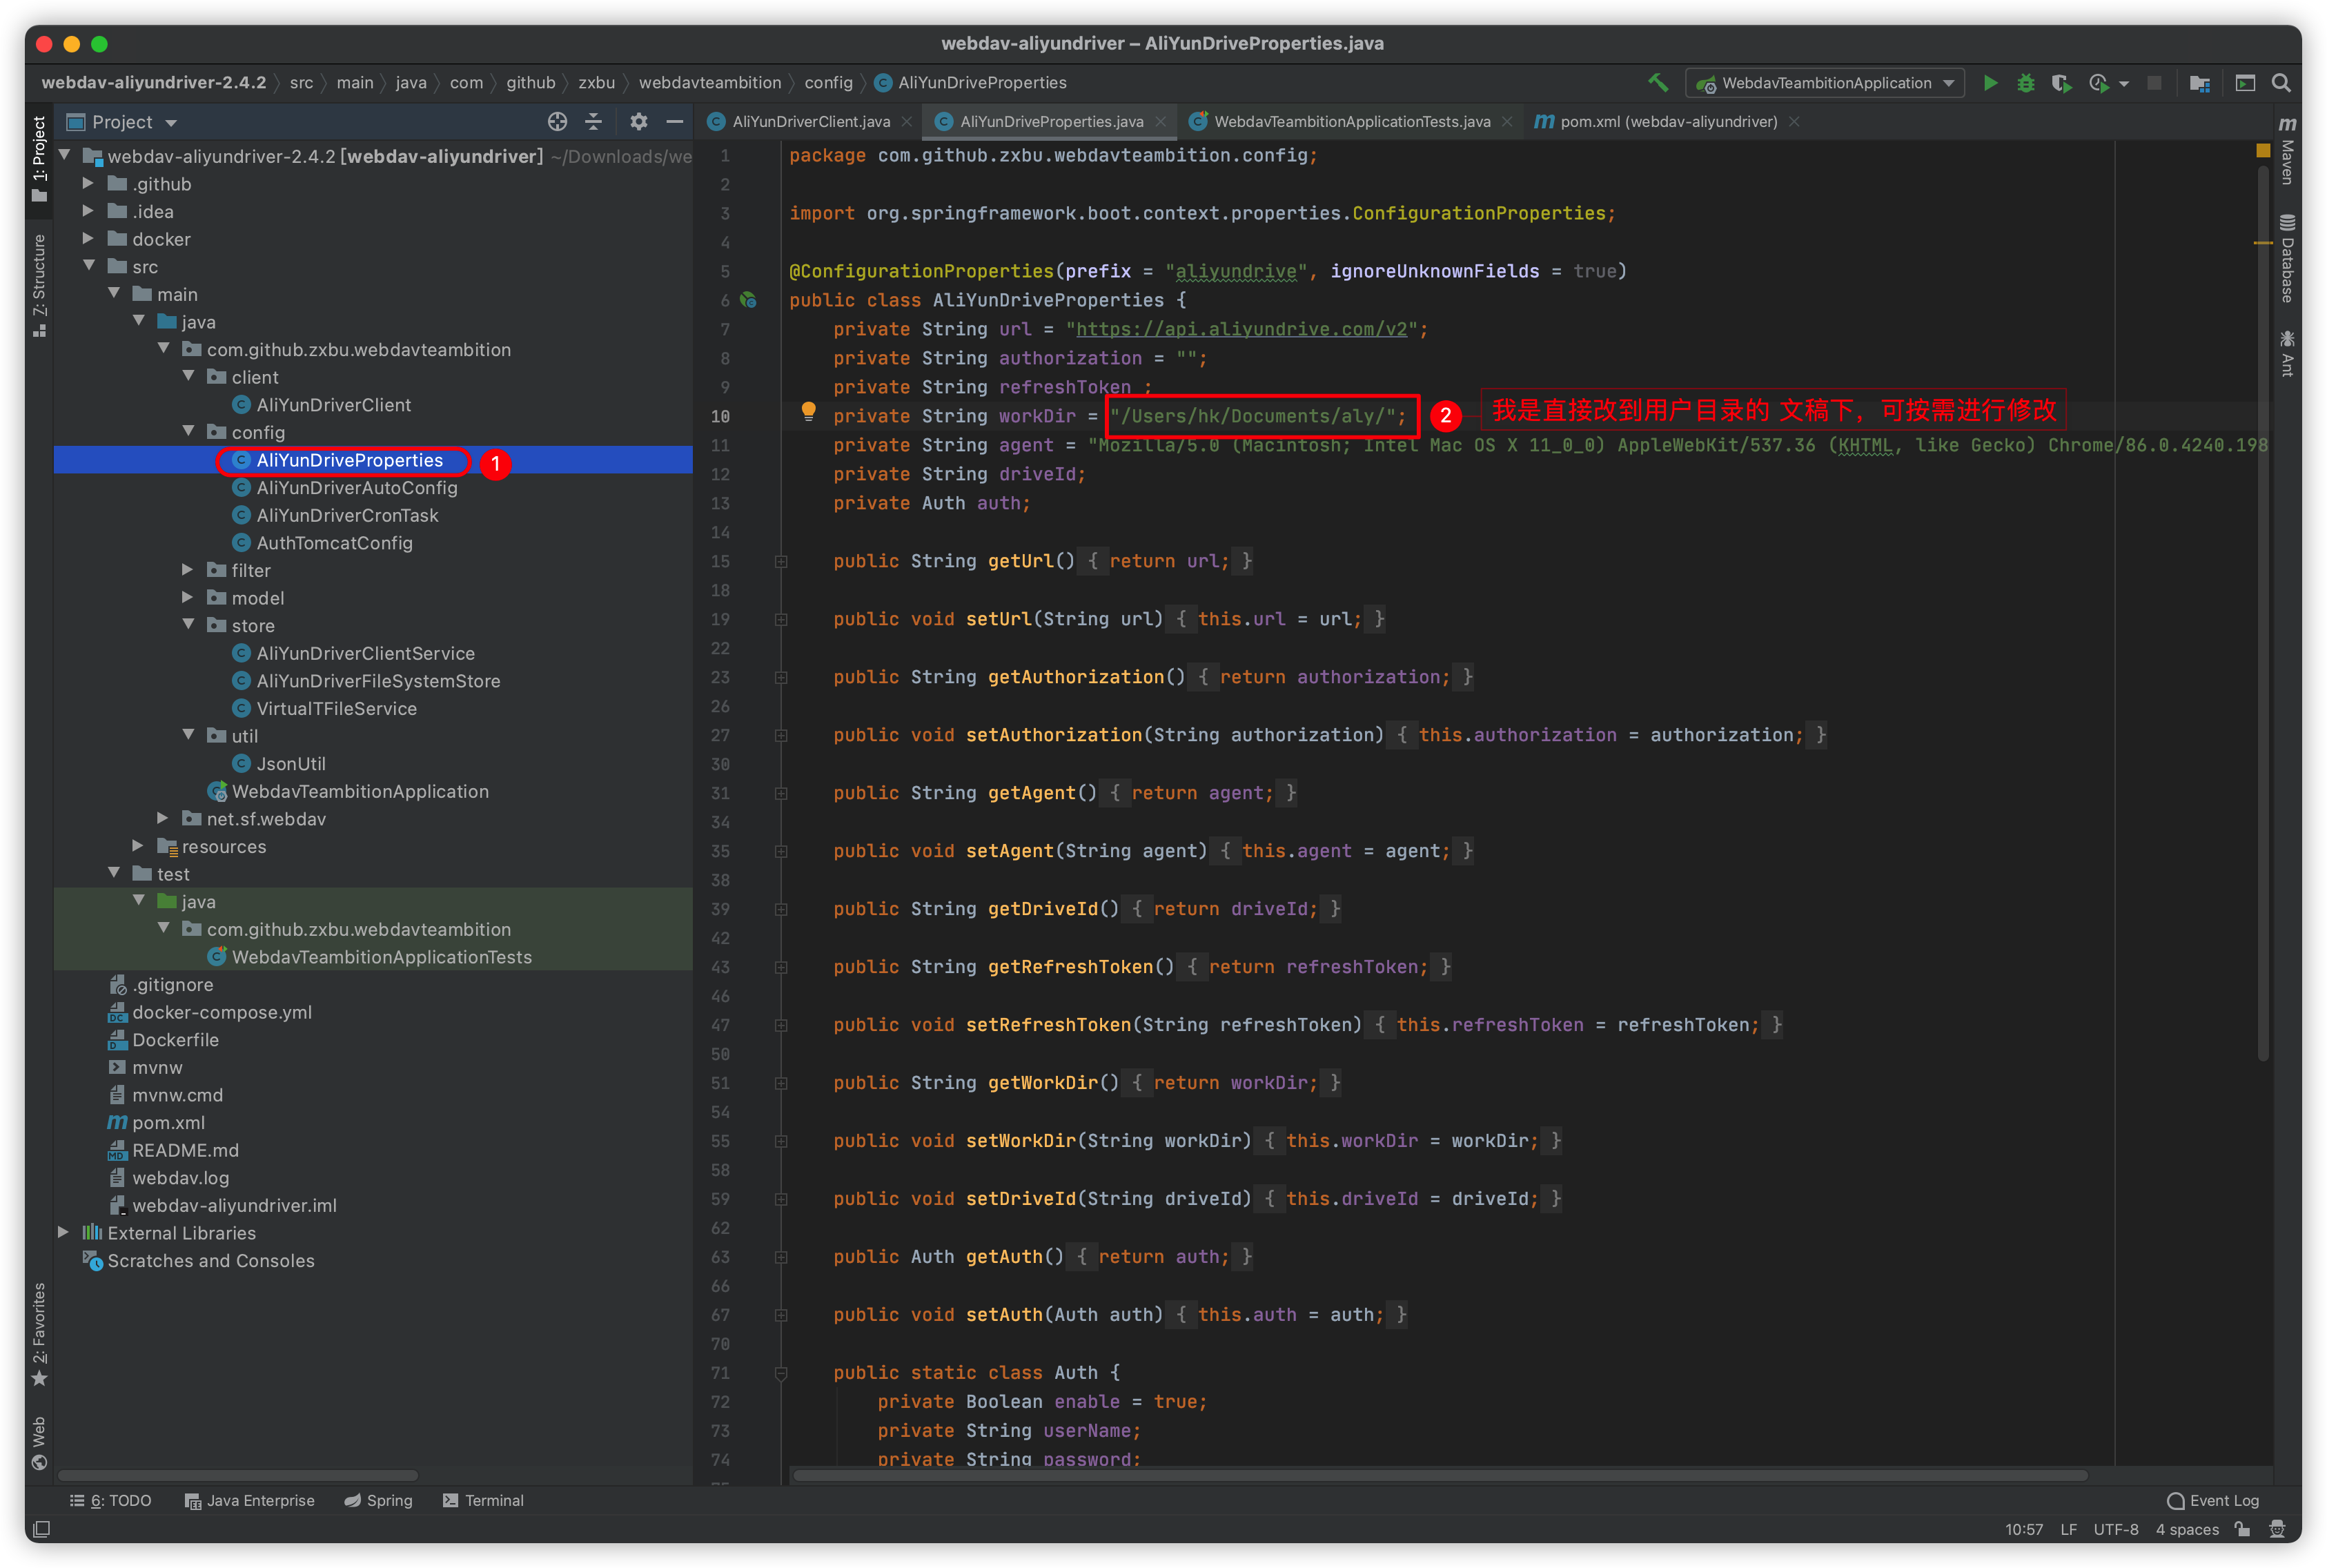 webdav-aliyundriver – AliYunDriveProperties.java
webdav-aliyundriver-2.4.2 src main java com github zxbu webdavteambition config AliYunDriveProperties
WebdavTeambitionApplication
1: Project
7: Structure
2: Favorites
Web
Project
webdav-aliyundriver-2.4.2 [webdav-aliyundriver] ~/Downloads/we
.github
.idea
docker
src
main
java
com.github.zxbu.webdavteambition
client
AliYunDriverClient
config
AliYunDriveProperties
1
AliYunDriverAutoConfig
AliYunDriverCronTask
AuthTomcatConfig
filter
model
store
AliYunDriverClientService
AliYunDriverFileSystemStore
VirtualTFileService
util
JsonUtil
WebdavTeambitionApplication
net.sf.webdav
resources
test
java
com.github.zxbu.webdavteambition
WebdavTeambitionApplicationTests
.gitignore
docker-compose.yml
Dockerfile
mvnw
mvnw.cmd
pom.xml
README.md
webdav.log
webdav-aliyundriver.iml
External Libraries
Scratches and Consoles
AliYunDriverClient.java AliYunDriveProperties.java WebdavTeambitionApplicationTests.java pom.xml (webdav-aliyundriver)
1 package com.github.zxbu.webdavteambition.config;
2
3 import org.springframework.boot.context.properties.ConfigurationProperties;
4
5 @ConfigurationProperties(prefix = "aliyundrive", ignoreUnknownFields = true)
6 public class AliYunDriveProperties {
7 private String url = "https://api.aliyundrive.com/v2";
8 private String authorization = "";
9 private String refreshToken ;
10 private String workDir = "/Users/hk/Documents/aly/"; 2 我是直接改到用户目录的 文稿下，可按需进行修改
11 private String agent = "Mozilla/5.0 (Macintosh; Intel Mac OS X 11_0_0) AppleWebKit/537.36 (KHTML, like Gecko) Chrome/86.0.4240.198
12 private String driveId;
13 private Auth auth;
14
15 public String getUrl() { return url; }
18
19 public void setUrl(String url) { this.url = url; }
22
23 public String getAuthorization() { return authorization; }
26
27 public void setAuthorization(String authorization) { this.authorization = authorization; }
30
31 public String getAgent() { return agent; }
34
35 public void setAgent(String agent) { this.agent = agent; }
38
39 public String getDriveId() { return driveId; }
42
43 public String getRefreshToken() { return refreshToken; }
46
47 public void setRefreshToken(String refreshToken) { this.refreshToken = refreshToken; }
50
51 public String getWorkDir() { return workDir; }
54
55 public void setWorkDir(String workDir) { this.workDir = workDir; }
58
59 public void setDriveId(String driveId) { this.driveId = driveId; }
62
63 public Auth getAuth() { return auth; }
66
67 public void setAuth(Auth auth) { this.auth = auth; }
70
71 public static class Auth {
72 private Boolean enable = true;
73 private String userName;
74 private String password;
Maven
Database
Ant
6: TODO Java Enterprise Spring Terminal Event Log
10:57 LF UTF-8 4 spaces